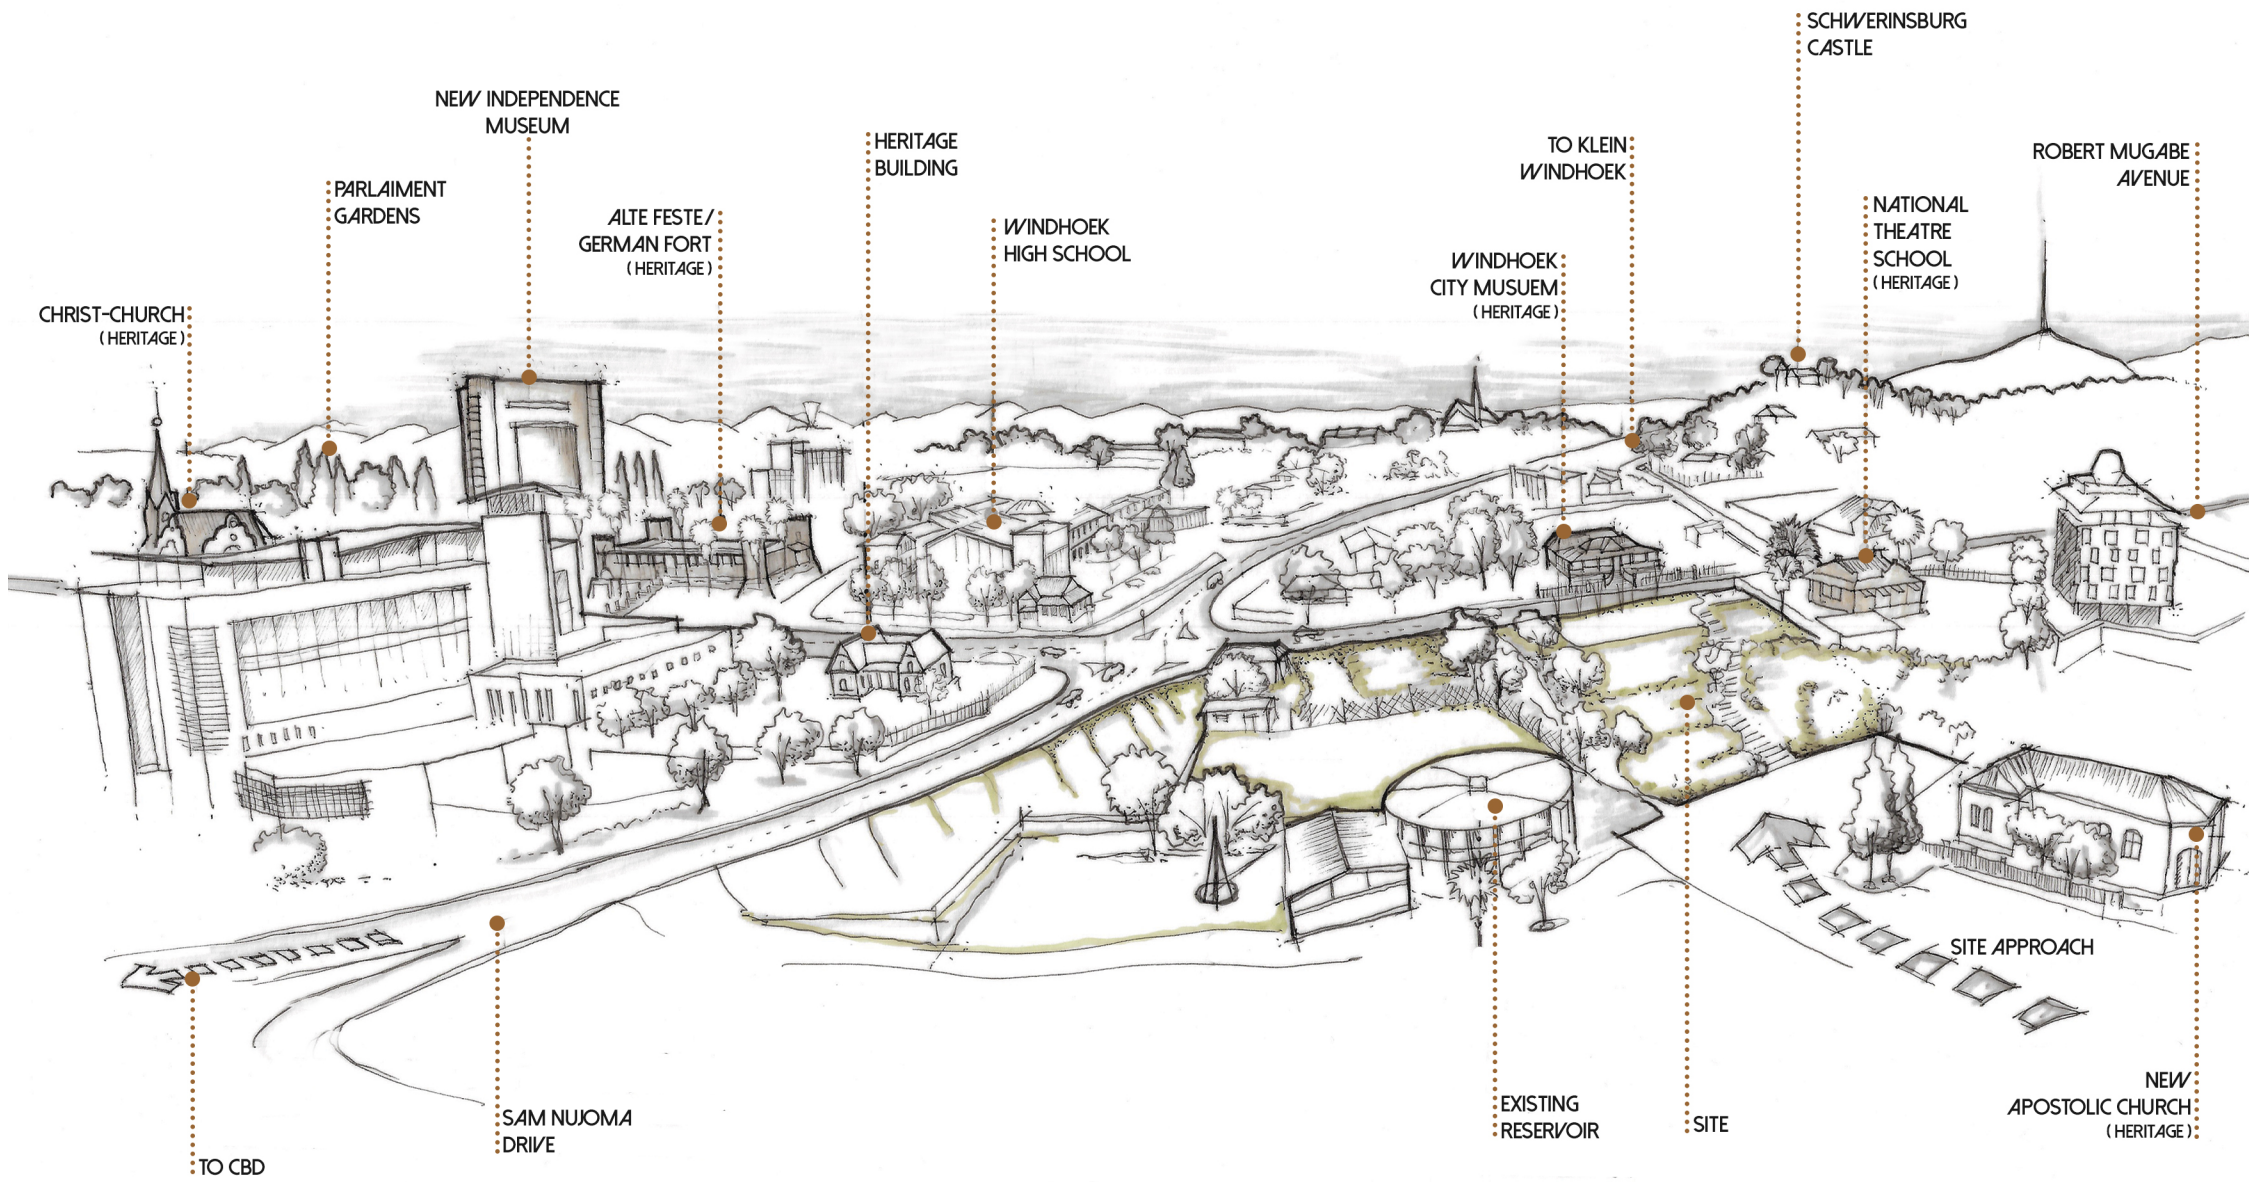 SCHWERINSBURG
CASTLE
NEW INDEPENDENCE
MUSEUM
HERITAGE
BUILDING
TO KLEIN
WINDHOEK
ROBERT MUGABE
AVENUE
PARLAIMENT
GARDENS
ALTE FESTE/
GERMAN FORT
( HERITAGE )
WINDHOEK
HIGH SCHOOL
WINDHOEK
CITY MUSUEM
( HERITAGE )
NATIONAL
THEATRE
SCHOOL
( HERITAGE )
CHRIST-CHURCH
( HERITAGE )
SITE APPROACH
SAM NUJOMA
DRIVE
TO CBD
EXISTING
RESERVOIR
SITE
NEW
APOSTOLIC CHURCH
( HERITAGE )